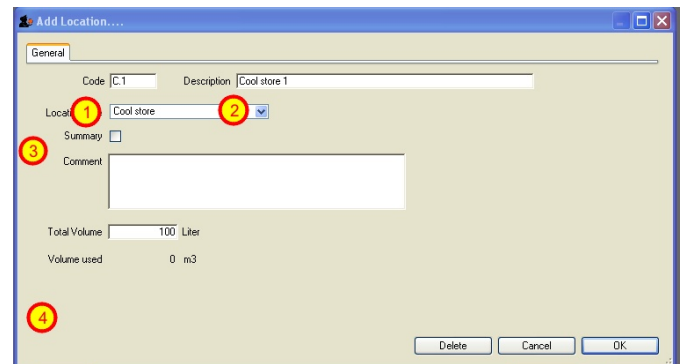 Add Location....
General
Code C.1 Description Cool store 1
1 Cool store 2
Summary
3
Comment
Total Volume 100 Liter
Volume used 0 m3
4
Delete Cancel OK